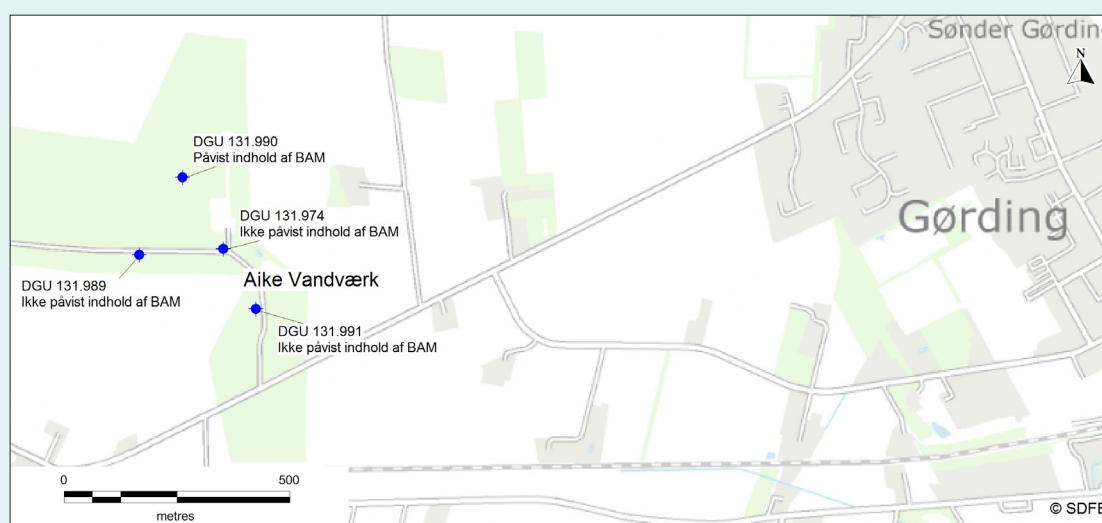 Sønder Gørdin
N
DGU 131.990
Påvist indhold af BAM
DGU 131.974
Ikke påvist indhold af BAM
Gørding
Aike Vandværk
DGU 131.989
Ikke påvist indhold af BAM
DGU 131.991
Ikke påvist indhold af BAM
0 500
metres
© SDFE